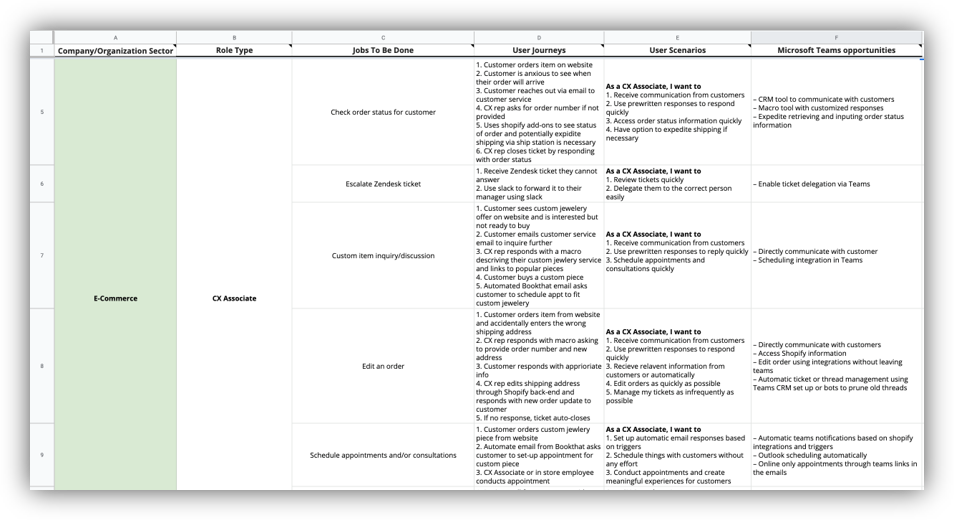 A B C D E F
1 Company/Organization Sector Role Type Jobs To Be Done User Journeys User Scenarios Microsoft Teams opportunities
E-Commerce
CX Associate
5
Check order status for customer
1. Customer orders item on website
2. Customer is anxious to see when
their order will arrive
3. Customer reaches out via email to
customer service
4. CX rep asks for order number if not
provided
5. Uses shopify add-ons to see status
of order and potentially expidite
shipping via ship station is necessary
6. CX rep closes ticket by responding
with order status
As a CX Associate, I want to
1. Receive communication from customers
2. Use prewritten responses to respond
quickly
3. Access order status information quickly
4. Have option to expedite shipping if
necessary
– CRM tool to communicate with customers
– Macro tool with customized responses
– Expedite retrieving and inputing order status
information
6
Escalate Zendesk ticket
1. Receive Zendesk ticket they cannot
answer
2. Use slack to forward it to their
manager using slack
As a CX Associate, I want to
1. Review tickets quickly
2. Delegate them to the correct person
easily
– Enable ticket delegation via Teams
7
Custom item inquiry/discussion
1. Customer sees custom jewelery
offer on website and is interested but
not ready to buy
2. Customer emails customer service
email to inquire further
3. CX rep responds with a macro
descriving their custom jewlery service
and links to popular pieces
4. Customer buys a custom piece
5. Automated Bookthat email asks
customer to schedule appt to fit
custom jewelery
As a CX Associate, I want to
1. Receive communication from customers
2. Use prewritten responses to reply quickly
3. Schedule appointments and
consultations quickly
– Directly communicate with customer
– Scheduling integration in Teams
8
Edit an order
1. Customer orders item from website
and accidentally enters the wrong
shipping address
2. CX rep responds with macro asking
to provide order number and new
address
3. Customer responds with approriate
info
4. CX rep edits shipping address
through Shopify back-end and
responds with new order update to
customer
5. If no response, ticket auto-closes
As a CX Associate, I want to
1. Receive communication from customers
2. Use prewritten responses to respond
quickly
3. Recieve relavent information from
customers or automatically
4. Edit orders as quickly as possible
5. Manage my tickets as infrequently as
possible
– Directly communicate with customers
– Access Shopify information
– Edit order using integrations without leaving
teams
– Automatic ticket or thread management using
Teams CRM set up or bots to prune old threads
9
Schedule appointments and/or consultations
1. Customer orders custom jewlery
piece from website
2. Automate email from Bookthat asks
customer to set-up appointment for
custom piece
3. CX Associate or in store employee
conducts appointment
As a CX Associate, I want to
1. Set up automatic email responses based
on triggers
2. Schedule things with customers without
any effort
3. Conduct appointments and create
meaningful experiences for customers
– Automatic teams notifications based on shopify
integrations and triggers
– Outlook scheduling automatically
– Online only appointments through teams links in
the emails